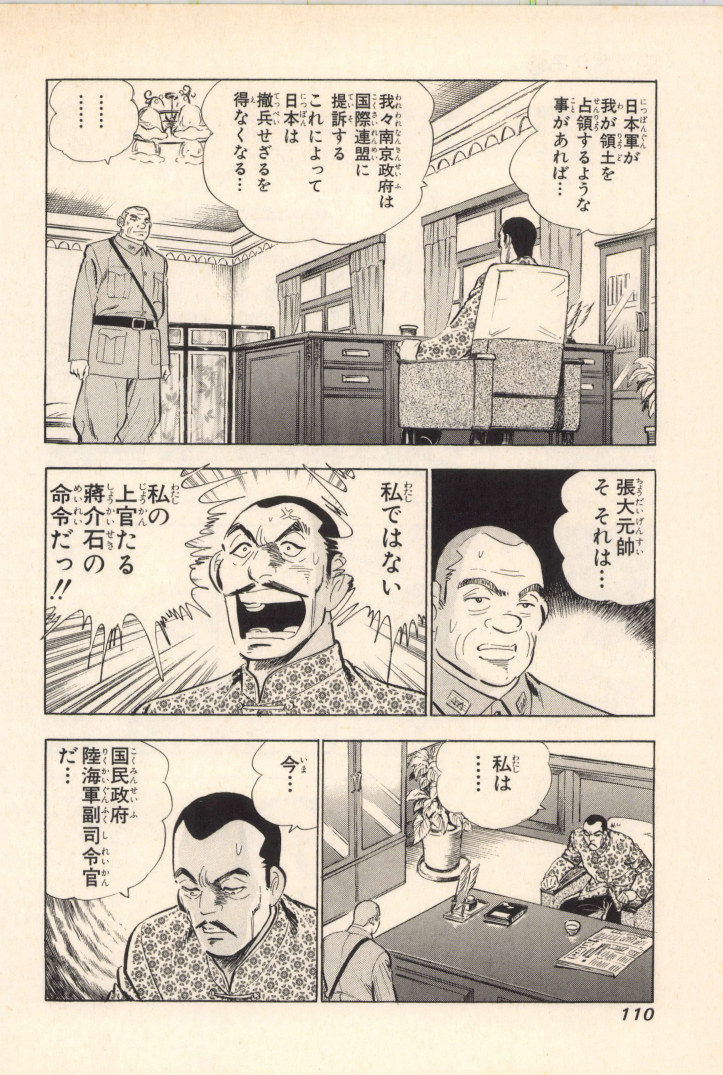 日本軍が
我が領土を
占領するような
事があれば…
我々南京政府は
国際連盟に
提訴する
これによって
日本は
撤兵せざるを
得なくなる…
……
……
張大元帥
そ それは…
私ではない
私の
上官たる
蔣介石の
命令だっ!!
私は
……
今…
国民政府
陸海軍副司令官
だ…
110